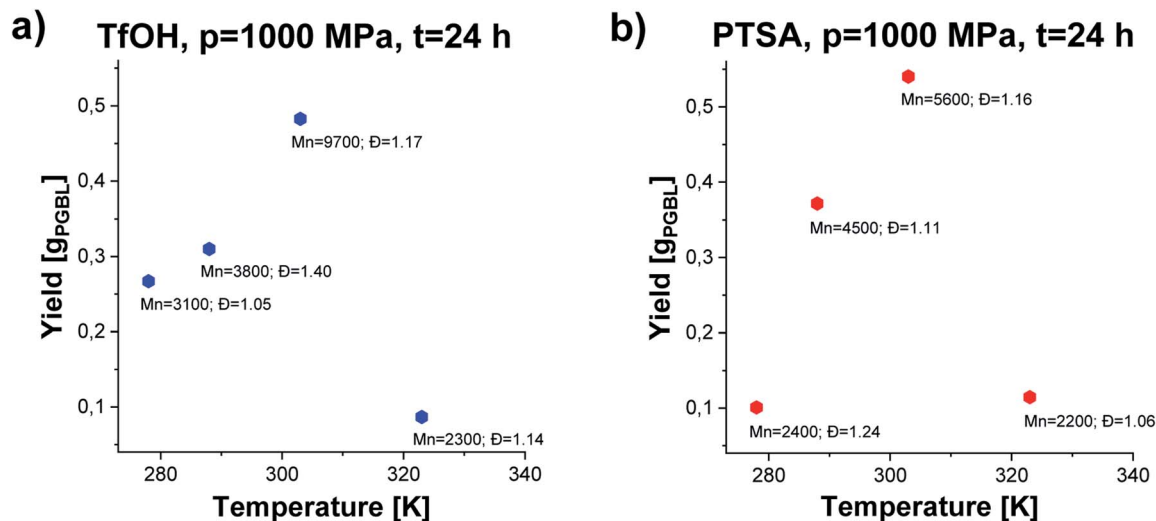 a)
TfOH, p=1000 MPa, t=24 h
Yield [gPGBL]
0,5
0,4
0,3
0,2
0,1
Mn=9700; Đ=1.17
Mn=3800; Đ=1.40
Mn=3100; Đ=1.05
Mn=2300; Đ=1.14
280
300
320
340
Temperature [K]
b)
PTSA, p=1000 MPa, t=24 h
Yield [gPGBL]
0,5
0,4
0,3
0,2
0,1
Mn=5600; Đ=1.16
Mn=4500; Đ=1.11
Mn=2400; Đ=1.24
Mn=2200; Đ=1.06
280
300
320
340
Temperature [K]